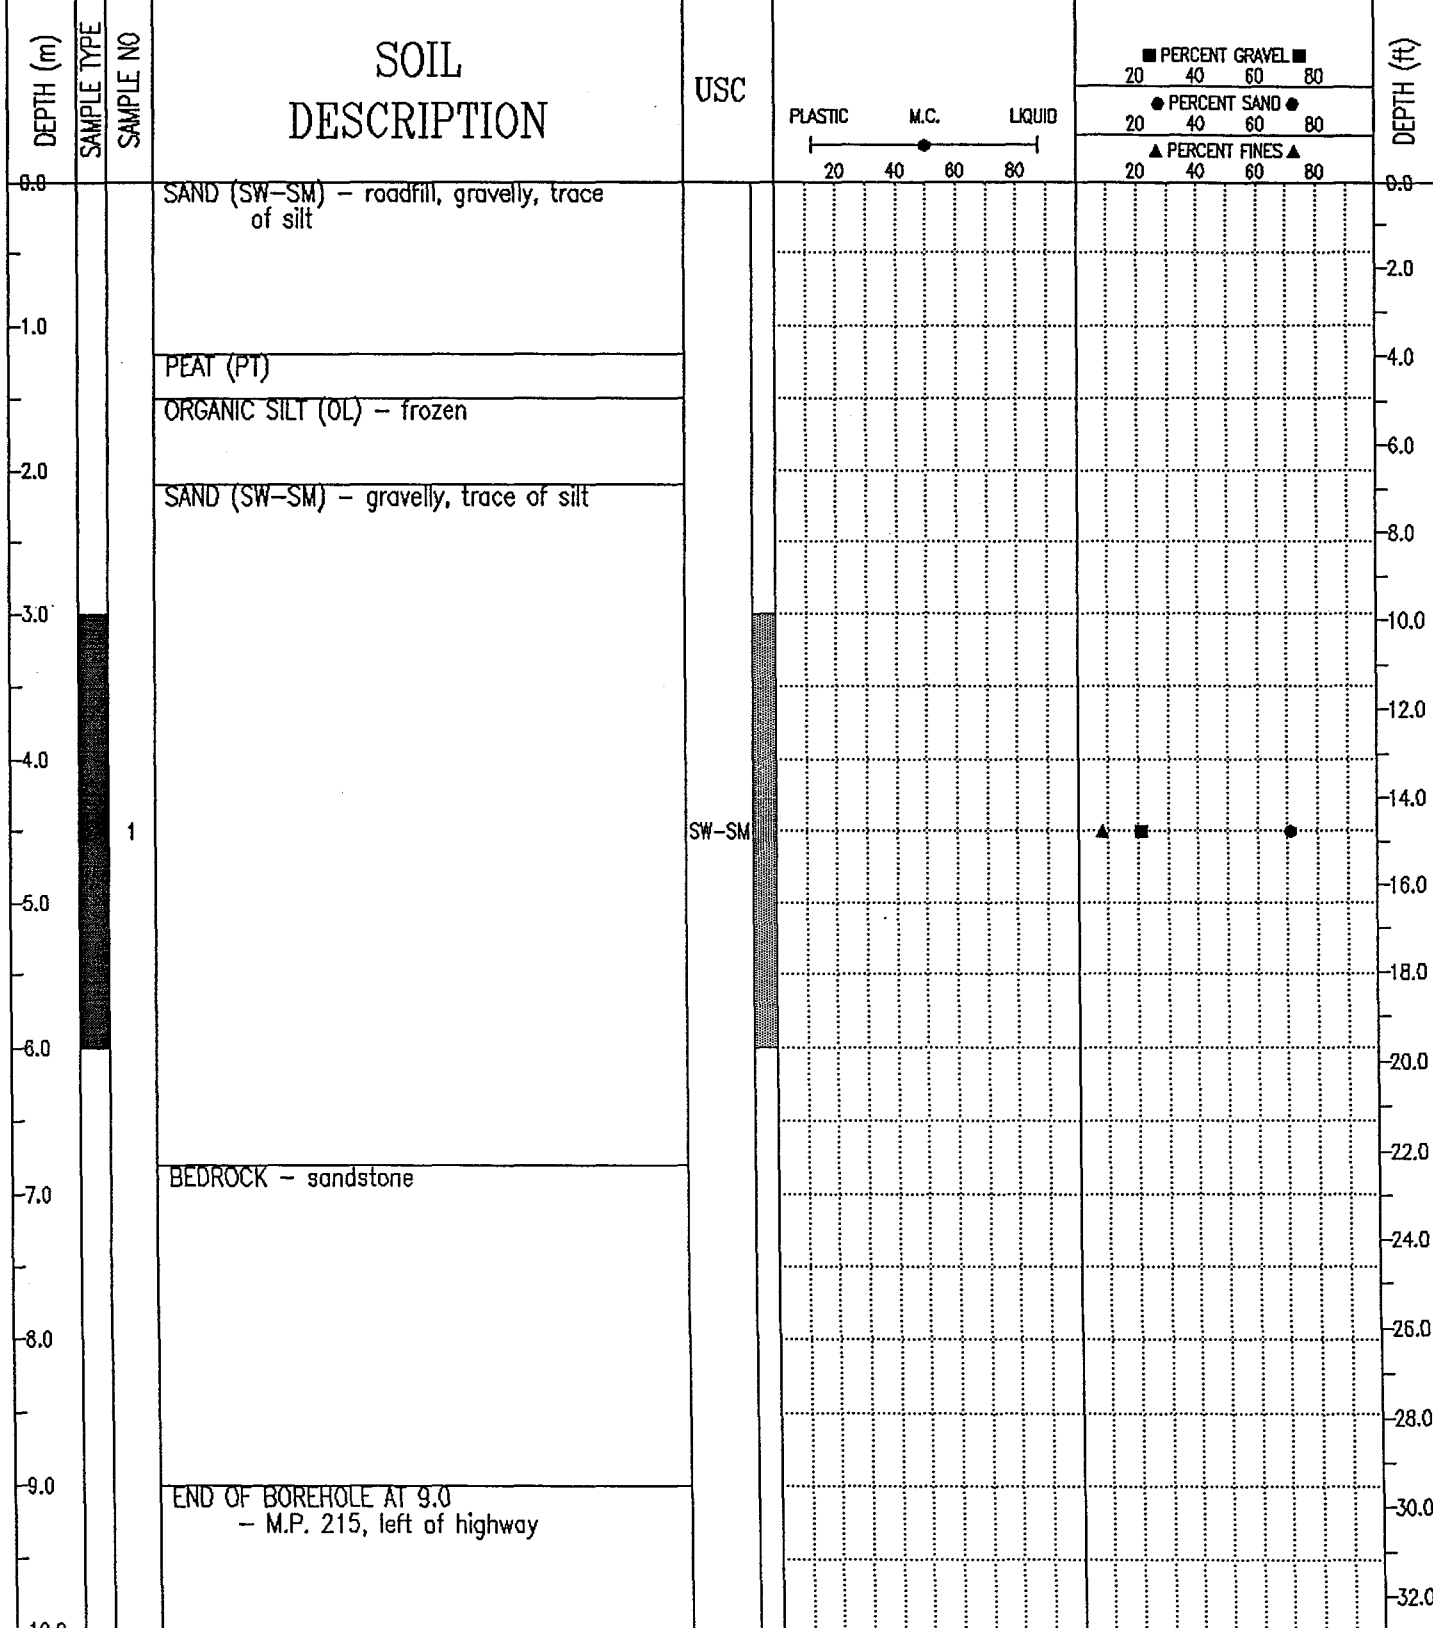 DEPTH (m)
SAMPLE TYPE
SAMPLE NO
SOIL
DESCRIPTION
USC
PLASTIC M.C. LIQUID
20 40 60 80
■ PERCENT GRAVEL ■
20 40 60 80
● PERCENT SAND ●
20 40 60 80
▲ PERCENT FINES ▲
20 40 60 80
DEPTH (ft)
0.0
SAND (SW-SM) - roadfill, gravelly, trace
of silt
0.0
2.0
1.0
PEAT (PT)
4.0
ORGANIC SILT (OL) - frozen
6.0
2.0
SAND (SW-SM) - gravelly, trace of silt
8.0
3.0
10.0
12.0
4.0
14.0
1
SW-SM
16.0
5.0
18.0
6.0
20.0
22.0
BEDROCK - sandstone
7.0
24.0
26.0
8.0
28.0
9.0
END OF BOREHOLE AT 9.0
- M.P. 215, left of highway
30.0
32.0